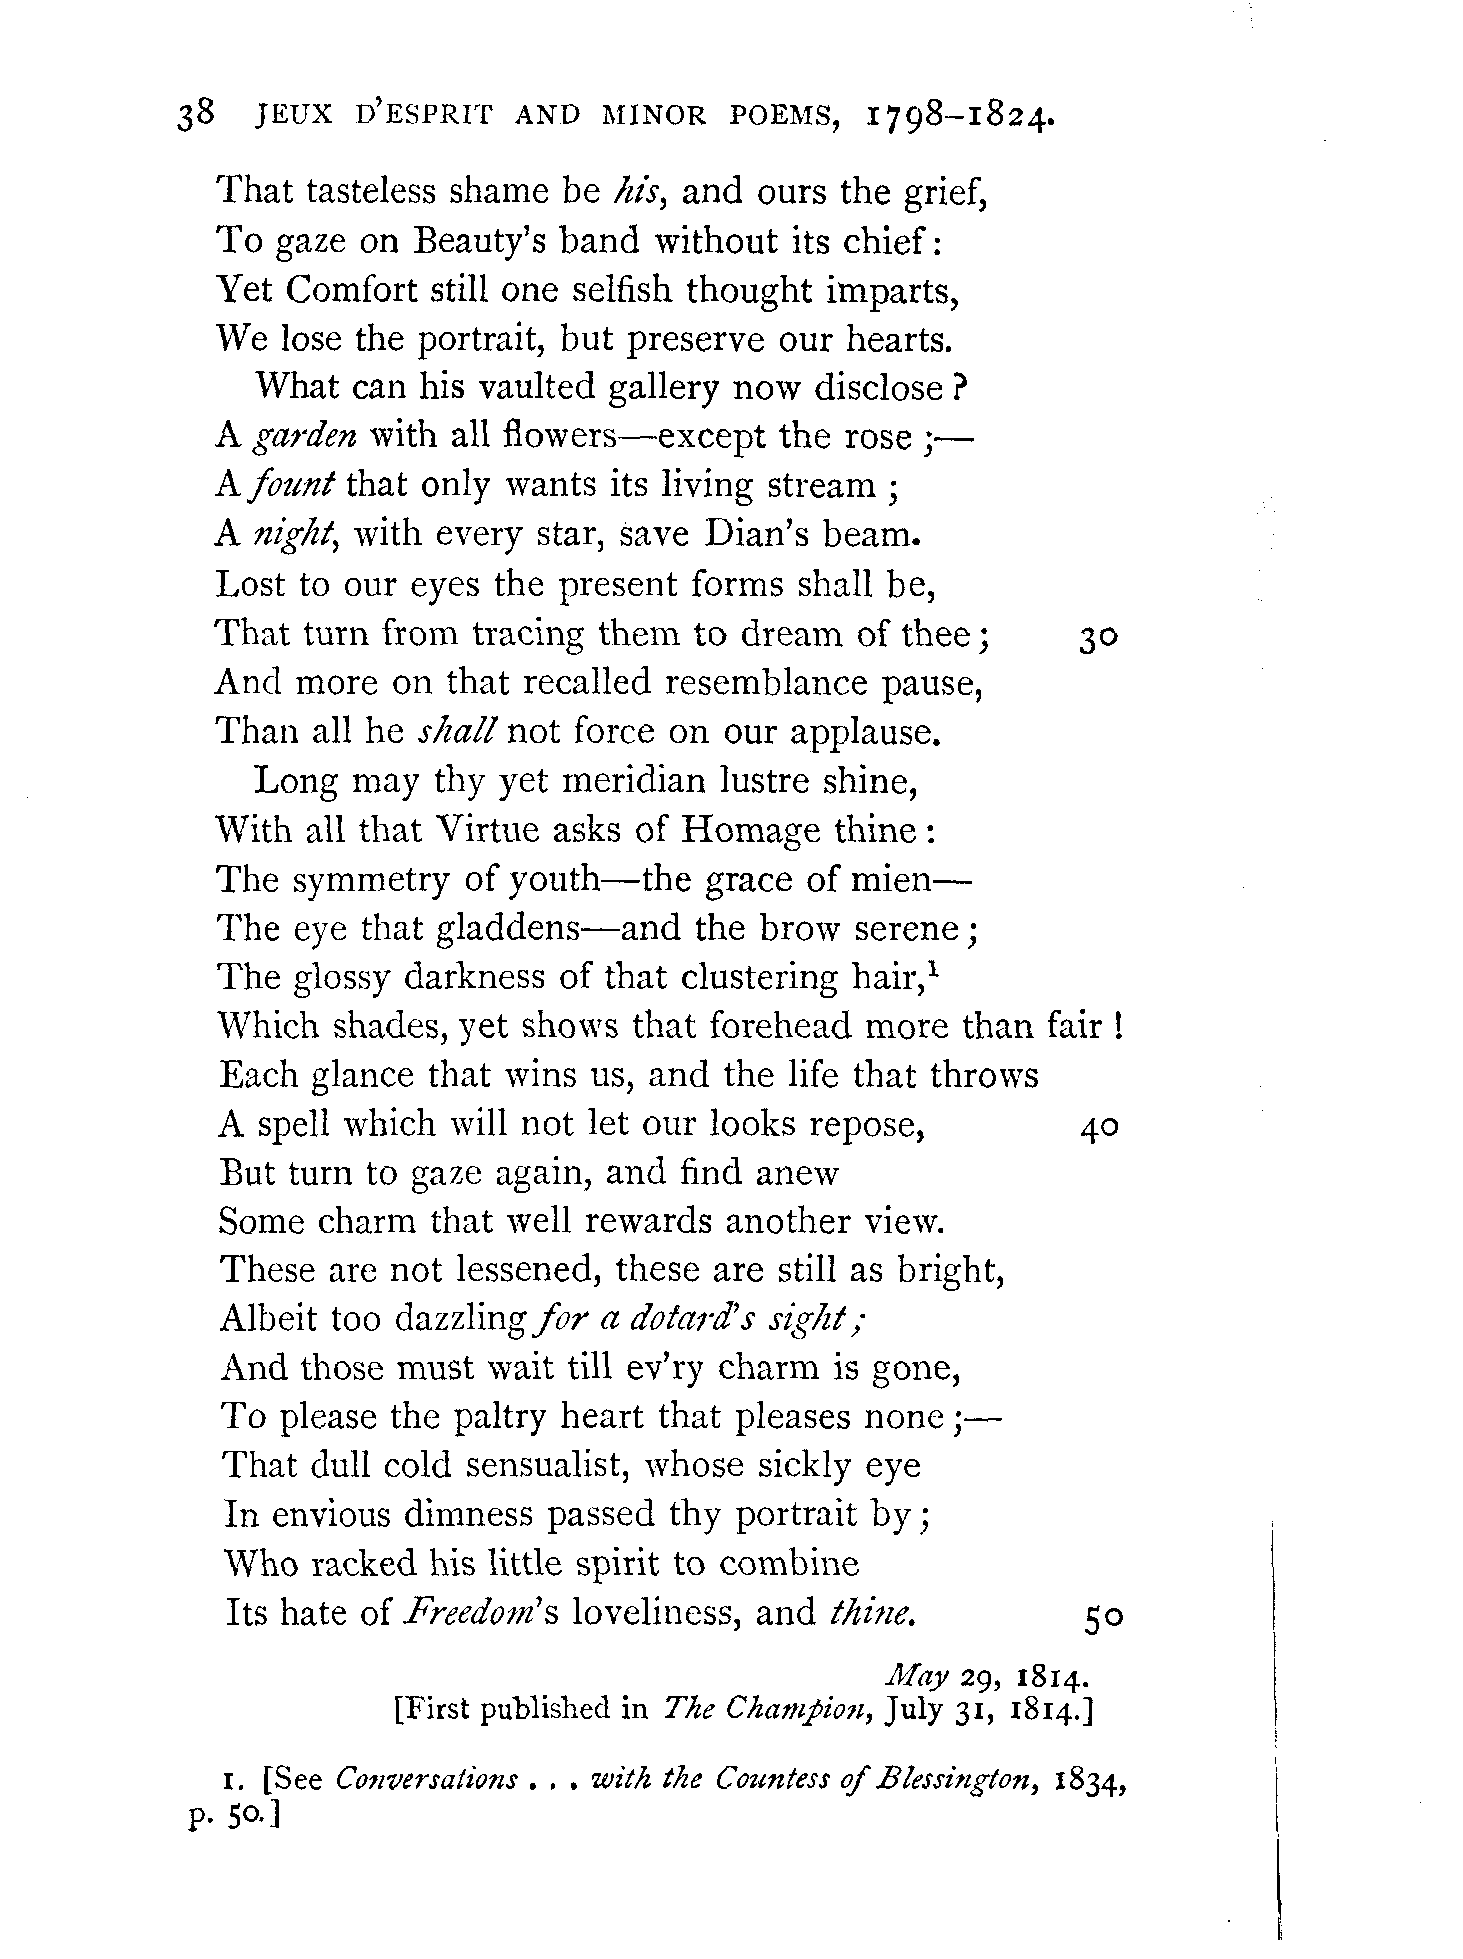 38 JEUX D'ESPRIT AND MINOR POEMS, 1798–1824.
That tasteless shame be his, and ours the grief,
To gaze on Beauty's band without its chief:
Yet Comfort still one selfish thought imparts,
We lose the portrait, but preserve our hearts.
What can his vaulted gallery now disclose?
A garden with all flowers—except the rose;—
A fount that only wants its living stream;
A night, with every star, save Dian's beam.
Lost to our eyes the present forms shall be,
That turn from tracing them to dream of thee; 30
And more on that recalled resemblance pause,
Than all he shall not force on our applause.
Long may thy yet meridian lustre shine,
With all that Virtue asks of Homage thine:
The symmetry of youth—the grace of mien—
The eye that gladdens—and the brow serene;
The glossy darkness of that clustering hair,¹
Which shades, yet shows that forehead more than fair!
Each glance that wins us, and the life that throws
A spell which will not let our looks repose, 40
But turn to gaze again, and find anew
Some charm that well rewards another view.
These are not lessened, these are still as bright,
Albeit too dazzling for a dotard's sight;
And those must wait till ev'ry charm is gone,
To please the paltry heart that pleases none;—
That dull cold sensualist, whose sickly eye
In envious dimness passed thy portrait by;
Who racked his little spirit to combine
Its hate of Freedom's loveliness, and thine. 50
May 29, 1814.
[First published in The Champion, July 31, 1814.]
1. [See Conversations . . . with the Countess of Blessington, 1834,
p. 50.]